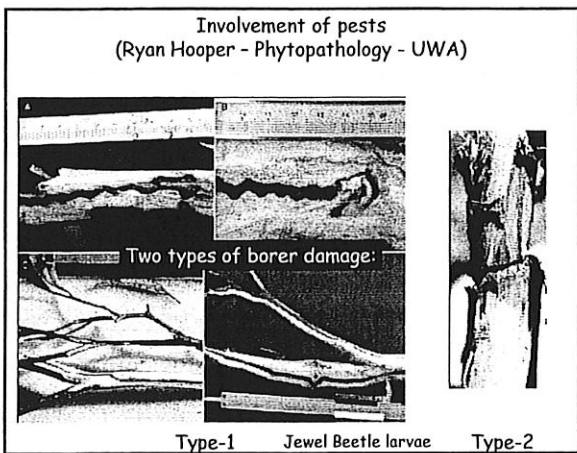 Involvement of pests
(Ryan Hooper – Phytopathology - UWA)
A
B
Two types of borer damage:
Type-1
Jewel Beetle larvae
Type-2